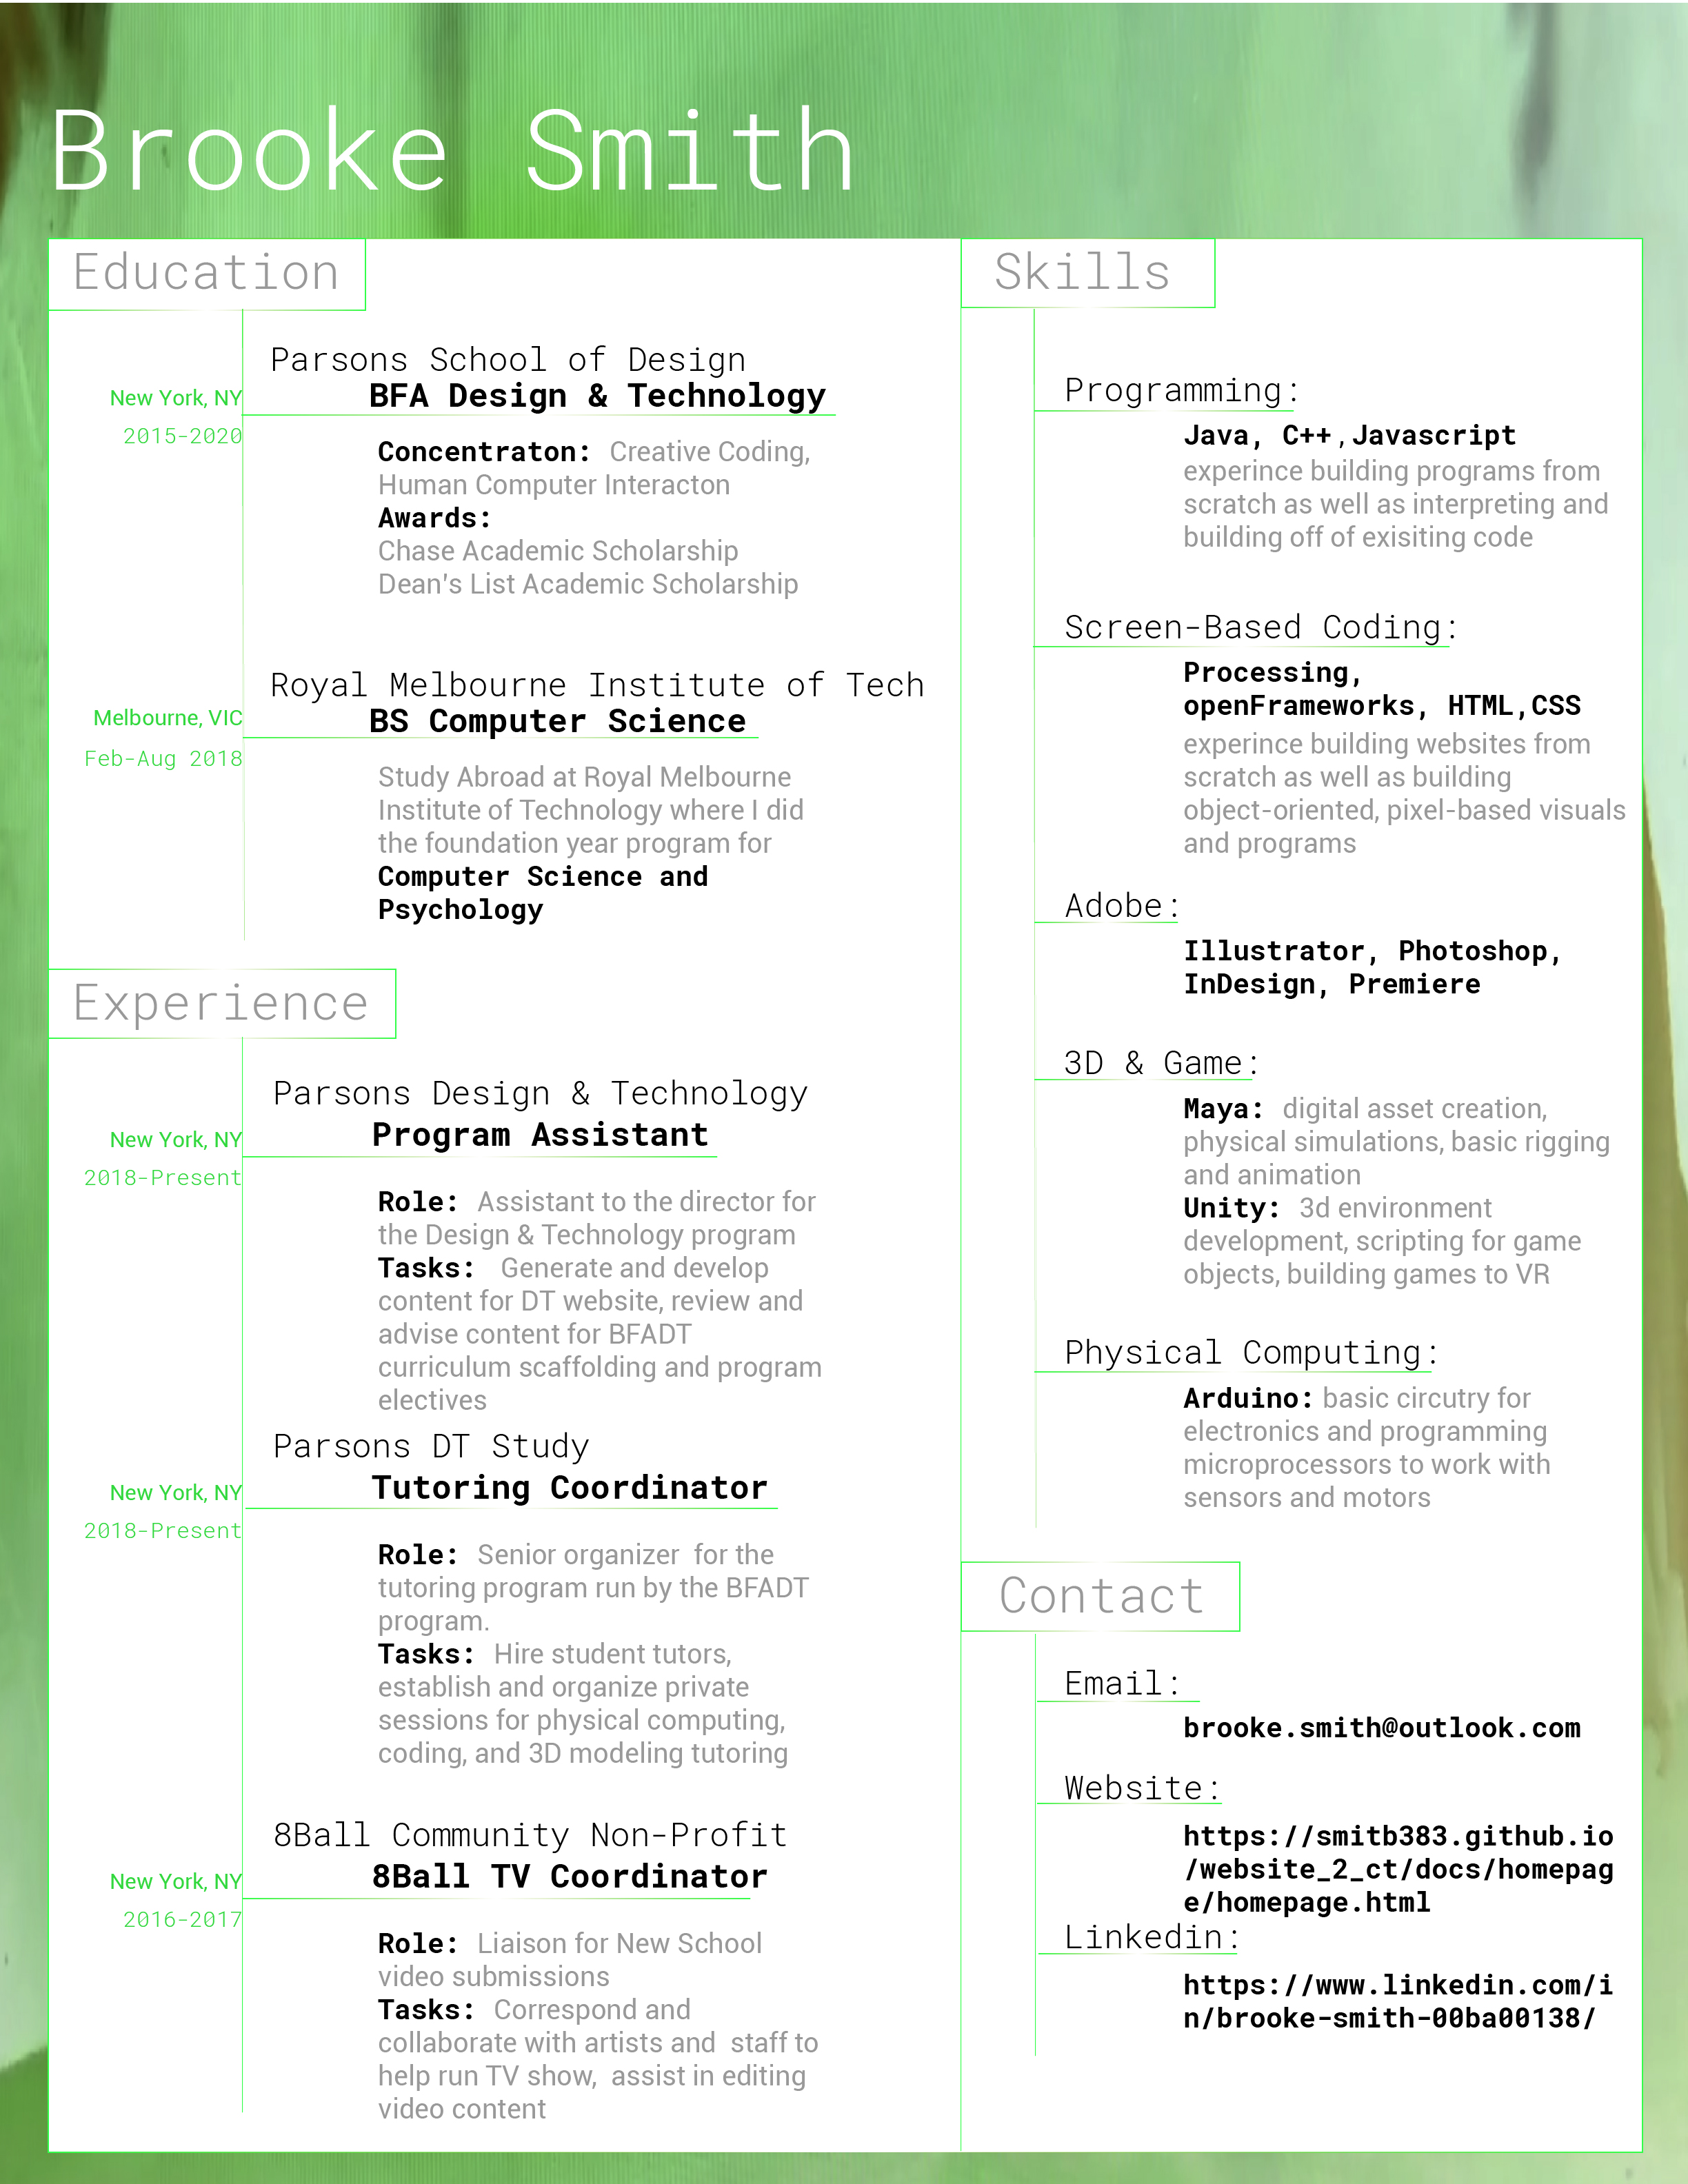 Brooke Smith
Education
Parsons School of Design
BFA Design & Technology
New York, NY
2015-2020
Concentraton: Creative Coding,
Human Computer Interacton
Awards:
Chase Academic Scholarship
Dean's List Academic Scholarship
Royal Melbourne Institute of Tech
BS Computer Science
Melbourne, VIC
Feb-Aug 2018
Study Abroad at Royal Melbourne
Institute of Technology where I did
the foundation year program for
Computer Science and
Psychology
Experience
Parsons Design & Technology
Program Assistant
New York, NY
2018-Present
Role: Assistant to the director for
the Design & Technology program
Tasks: Generate and develop
content for DT website, review and
advise content for BFADT
curriculum scaffolding and program
electives
Parsons DT Study
Tutoring Coordinator
New York, NY
2018-Present
Role: Senior organizer for the
tutoring program run by the BFADT
program.
Tasks: Hire student tutors,
establish and organize private
sessions for physical computing,
coding, and 3D modeling tutoring
8Ball Community Non-Profit
8Ball TV Coordinator
New York, NY
2016-2017
Role: Liaison for New School
video submissions
Tasks: Correspond and
collaborate with artists and staff to
help run TV show, assist in editing
video content
Skills
Programming:
Java, C++,Javascript
experince building programs from
scratch as well as interpreting and
building off of exisiting code
Screen-Based Coding:
Processing,
openFrameworks, HTML,CSS
experince building websites from
scratch as well as building
object-oriented, pixel-based visuals
and programs
Adobe:
Illustrator, Photoshop,
InDesign, Premiere
3D & Game:
Maya: digital asset creation,
physical simulations, basic rigging
and animation
Unity: 3d environment
development, scripting for game
objects, building games to VR
Physical Computing:
Arduino: basic circutry for
electronics and programming
microprocessors to work with
sensors and motors
Contact
Email:
brooke.smith@outlook.com
Website:
https://smitb383.github.io
/website_2_ct/docs/homepag
e/homepage.html
Linkedin:
https://www.linkedin.com/i
n/brooke-smith-00ba00138/